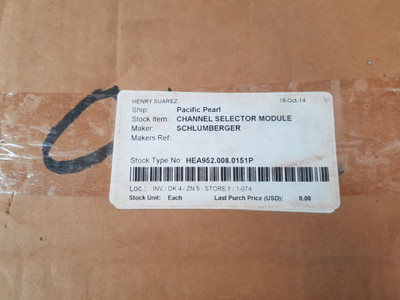 HENRY SUAREZ 18-Oct-14
Ship: Pacific Pearl
Stock Item: CHANNEL SELECTOR MODULE
Maker: SCHLUMBERGER
Makers Ref:
Stock Type No: HEA952.008.0151P
Loc.: INV / DK 4 / ZN 5 / STORE 1 / 1-074
Stock Unit: Each Last Purch Price (USD): 0.00